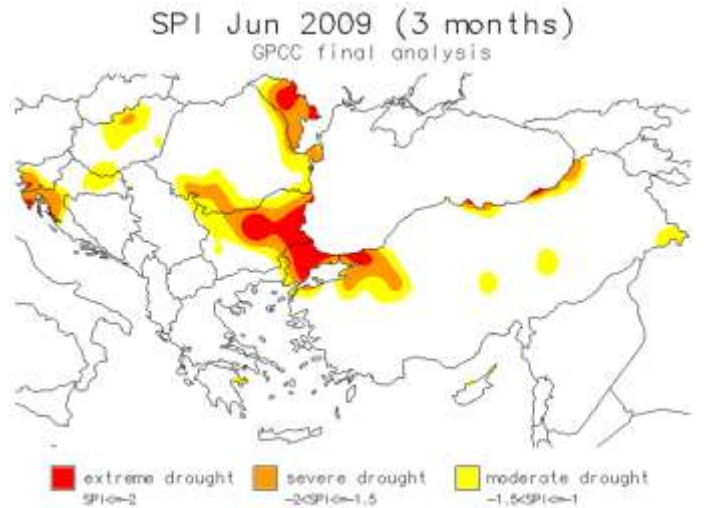 SPI Jun 2009 (3 months)
GPCC final analysis
extreme drought severe drought moderate drought
SPI<=-2 -2<SPI<=-1.5 -1.5<SPI<=-1